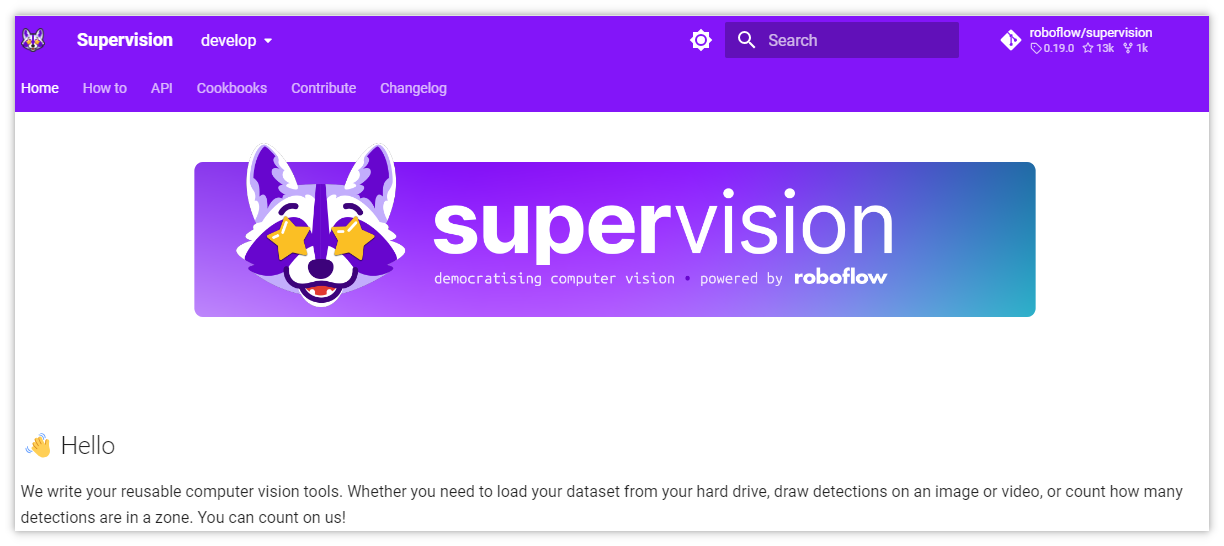 Supervision
develop
Search
roboflow/supervision
0.19.0 13k 1k
Home How to API Cookbooks Contribute Changelog
supervision
democratising computer vision • powered by roboflow
👋 Hello
We write your reusable computer vision tools. Whether you need to load your dataset from your hard drive, draw detections on an image or video, or count how many
detections are in a zone. You can count on us!